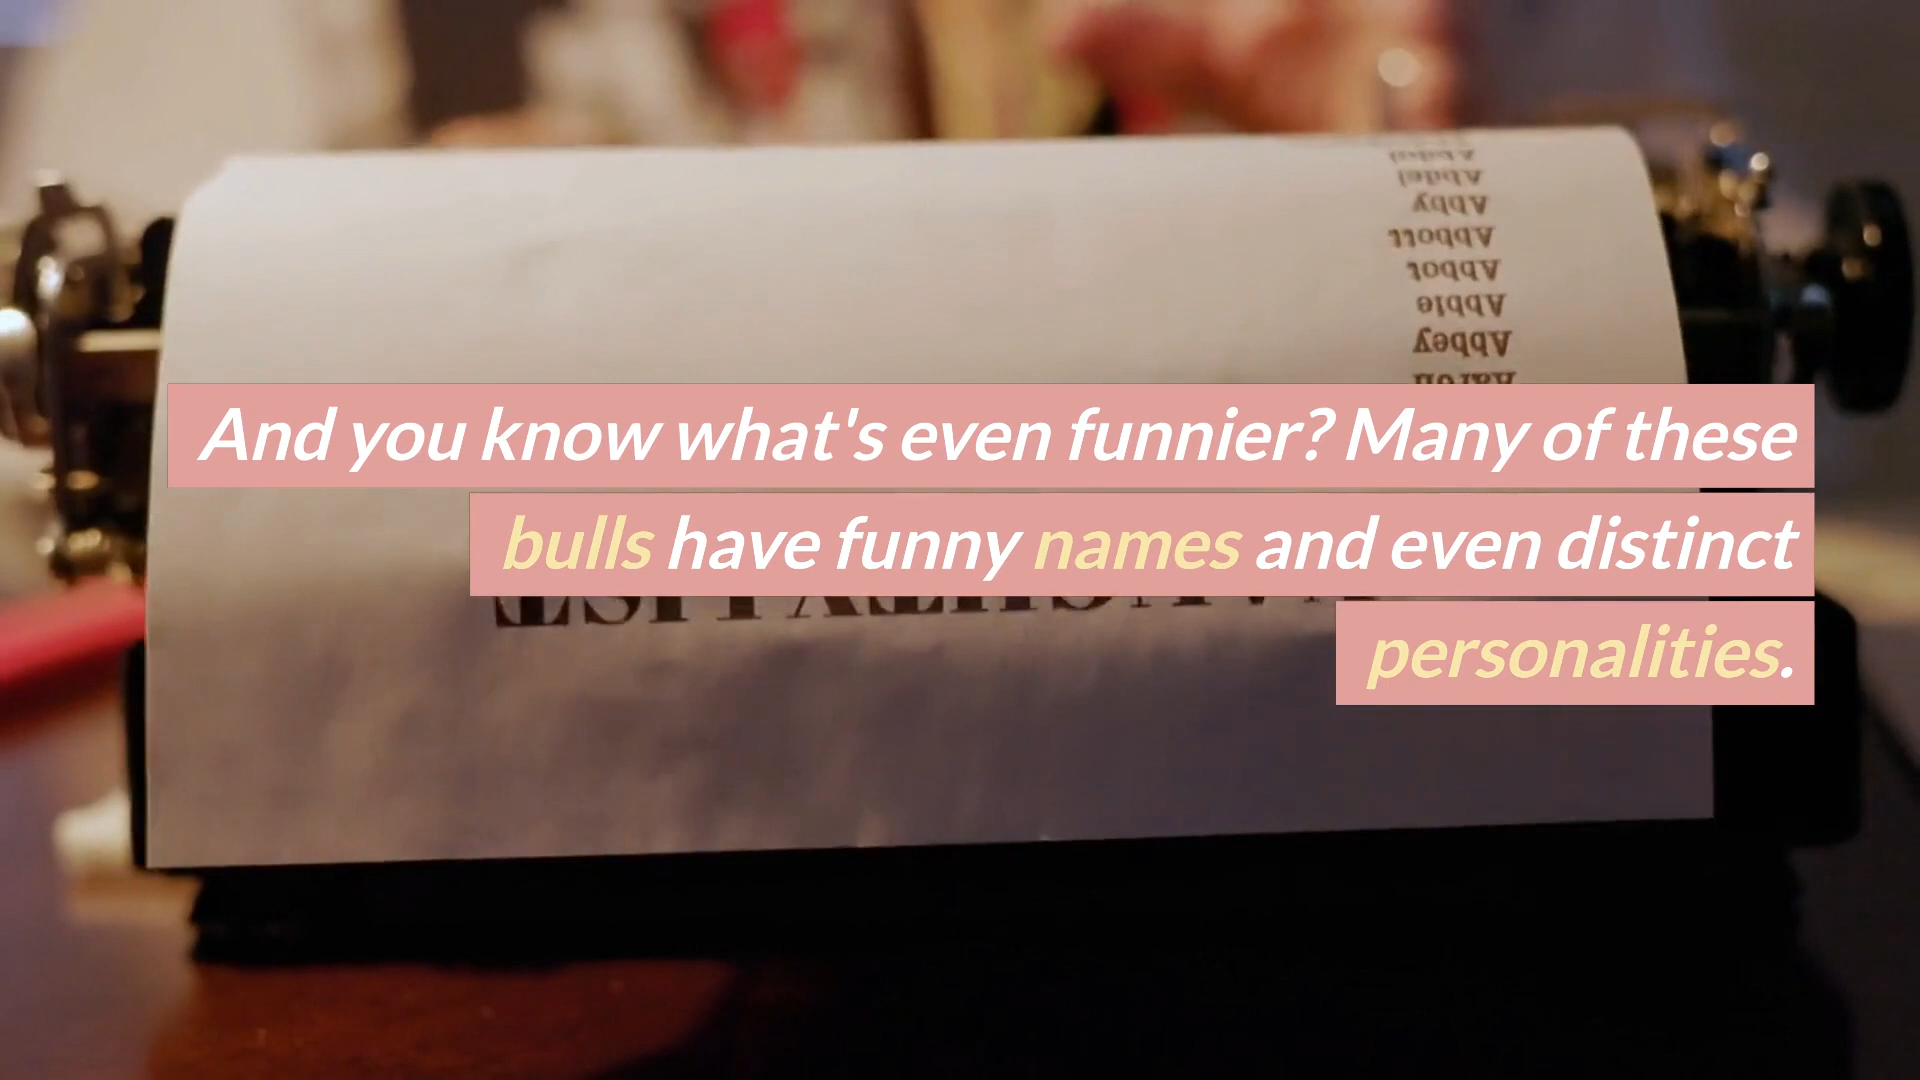 Abdel
Abby
Abbott
Abbot
Abbie
Abbey
Aaron
And you know what's even funnier? Many of these
bulls have funny names and even distinct
personalities.